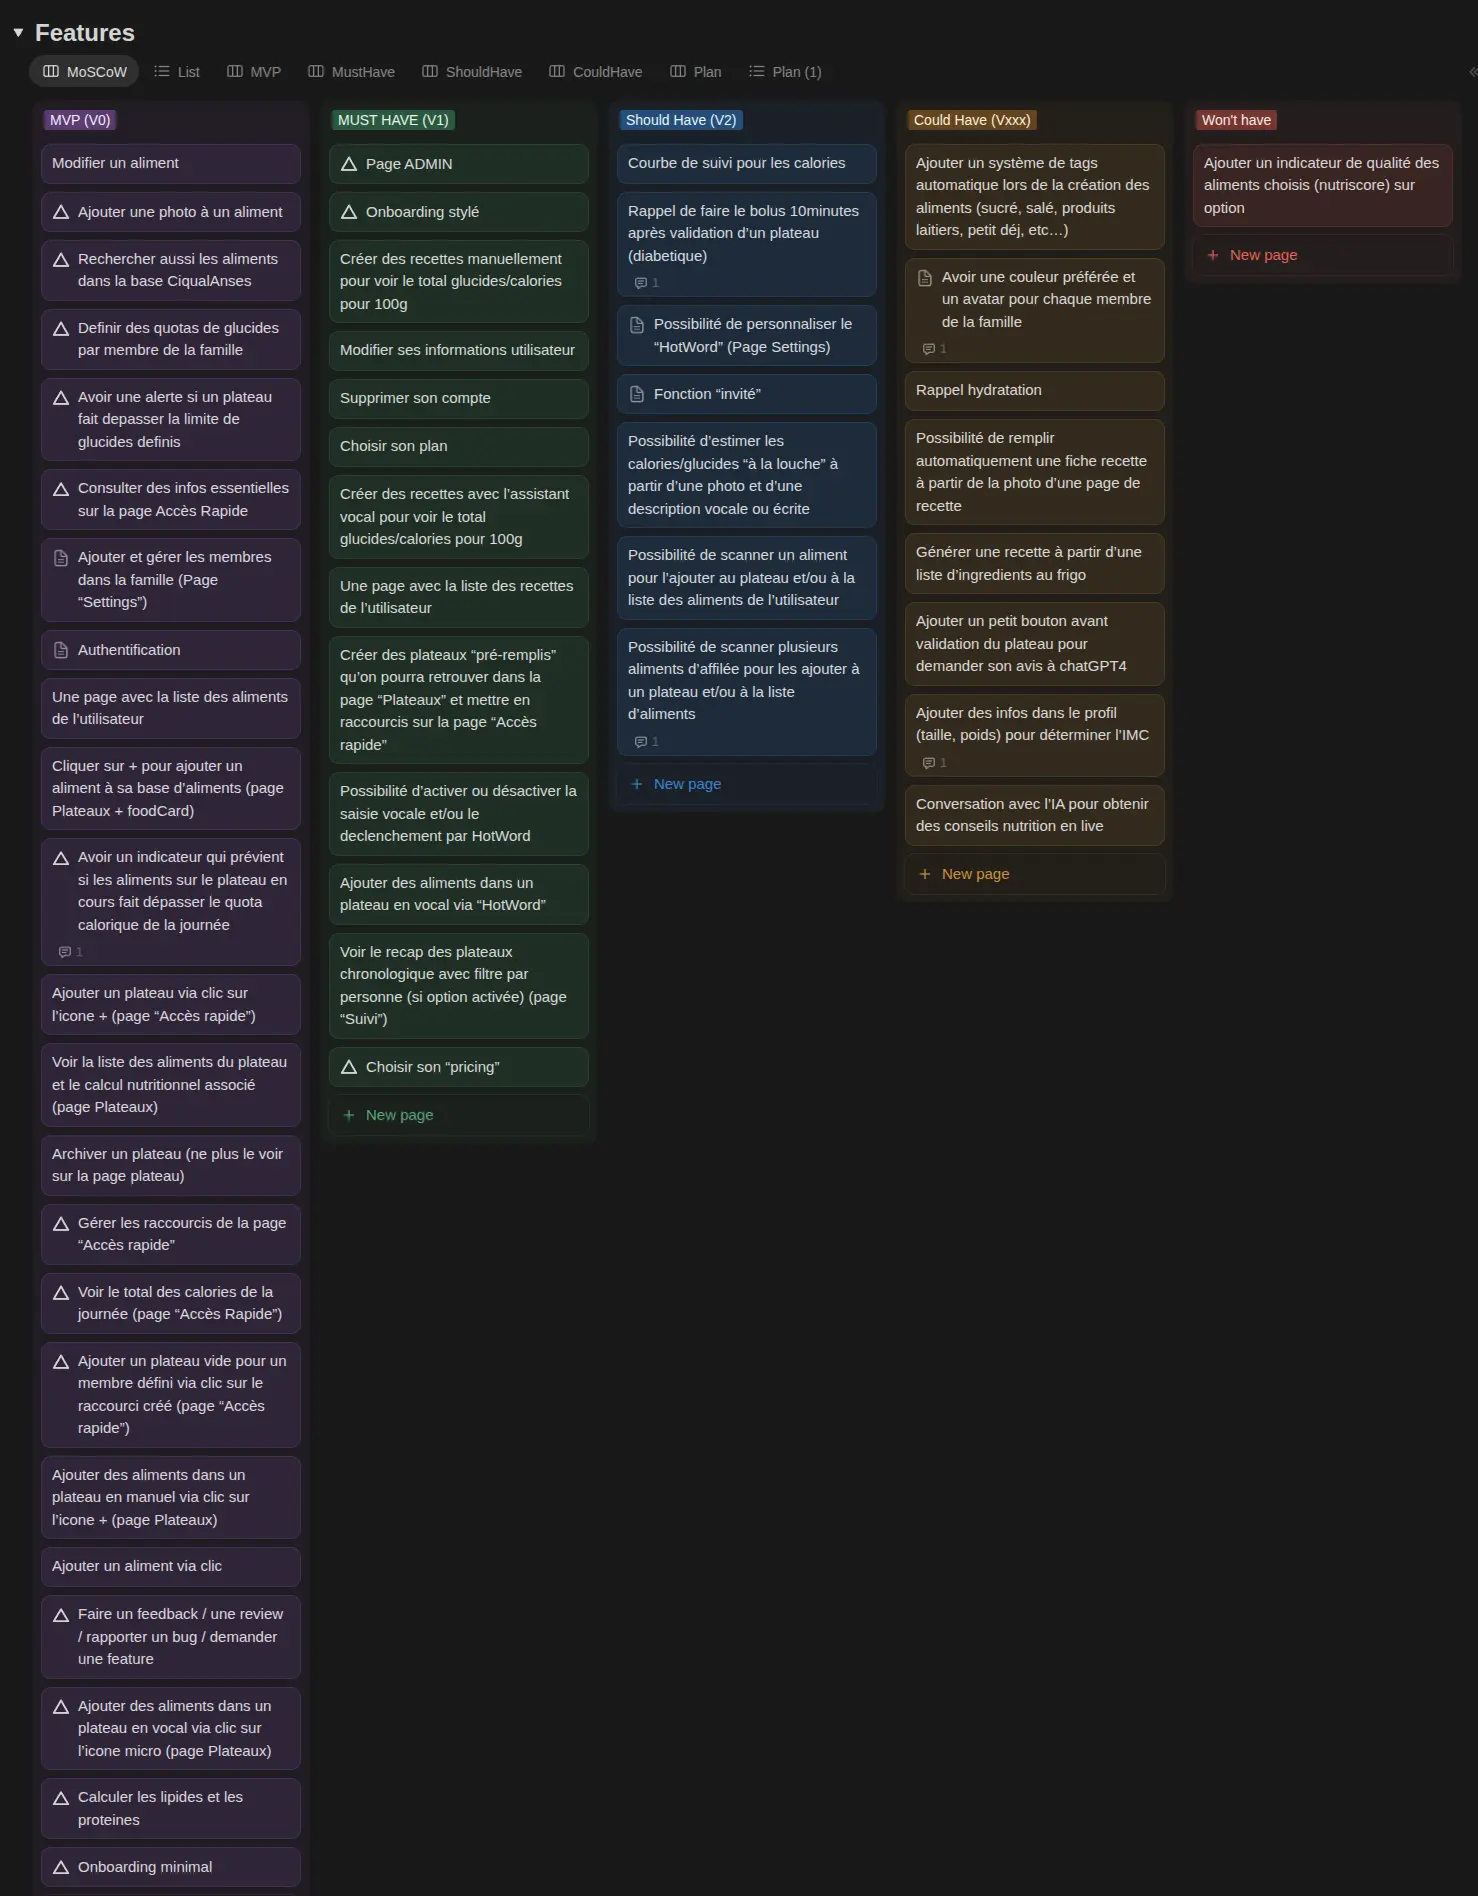 Features
MoSCoW
List
MVP
MustHave
ShouldHave
CouldHave
Plan
Plan (1)
MVP (V0)
Modifier un aliment
Ajouter une photo à un aliment
Rechercher aussi les aliments
dans la base CiqualAnses
Definir des quotas de glucides
par membre de la famille
Avoir une alerte si un plateau
fait depasser la limite de
glucides definis
Consulter des infos essentielles
sur la page Accès Rapide
Ajouter et gérer les membres
dans la famille (Page
“Settings”)
Authentification
Une page avec la liste des aliments
de l’utilisateur
Cliquer sur + pour ajouter un
aliment à sa base d’aliments (page
Plateaux + foodCard)
Avoir un indicateur qui prévient
si les aliments sur le plateau en
cours fait dépasser le quota
calorique de la journée
1
Ajouter un plateau via clic sur
l’icone + (page “Accès rapide”)
Voir la liste des aliments du plateau
et le calcul nutritionnel associé
(page Plateaux)
Archiver un plateau (ne plus le voir
sur la page plateau)
Gérer les raccourcis de la page
“Accès rapide”
Voir le total des calories de la
journée (page “Accès Rapide”)
Ajouter un plateau vide pour un
membre défini via clic sur le
raccourci créé (page “Accès
rapide”)
Ajouter des aliments dans un
plateau en manuel via clic sur
l’icone + (page Plateaux)
Ajouter un aliment via clic
Faire un feedback / une review
/ rapporter un bug / demander
une feature
Ajouter des aliments dans un
plateau en vocal via clic sur
l’icone micro (page Plateaux)
Calculer les lipides et les
proteines
Onboarding minimal
MUST HAVE (V1)
Page ADMIN
Onboarding stylé
Créer des recettes manuellement
pour voir le total glucides/calories
pour 100g
Modifier ses informations utilisateur
Supprimer son compte
Choisir son plan
Créer des recettes avec l’assistant
vocal pour voir le total
glucides/calories pour 100g
Une page avec la liste des recettes
de l’utilisateur
Créer des plateaux “pré-remplis”
qu’on pourra retrouver dans la
page “Plateaux” et mettre en
raccourcis sur la page “Accès
rapide”
Possibilité d’activer ou désactiver la
saisie vocale et/ou le
declenchement par HotWord
Ajouter des aliments dans un
plateau en vocal via “HotWord”
Voir le recap des plateaux
chronologique avec filtre par
personne (si option activée) (page
“Suivi”)
Choisir son “pricing”
New page
Should Have (V2)
Courbe de suivi pour les calories
Rappel de faire le bolus 10minutes
après validation d’un plateau
(diabetique)
1
Possibilité de personnaliser le
“HotWord” (Page Settings)
Fonction “invité”
Possibilité d’estimer les
calories/glucides “à la louche” à
partir d’une photo et d’une
description vocale ou écrite
Possibilité de scanner un aliment
pour l’ajouter au plateau et/ou à la
liste des aliments de l’utilisateur
Possibilité de scanner plusieurs
aliments d’affilée pour les ajouter à
un plateau et/ou à la liste
d’aliments
1
New page
Could Have (Vxxx)
Ajouter un système de tags
automatique lors de la création des
aliments (sucré, salé, produits
laitiers, petit déj, etc…)
Avoir une couleur préférée et
un avatar pour chaque membre
de la famille
1
Rappel hydratation
Possibilité de remplir
automatiquement une fiche recette
à partir de la photo d’une page de
recette
Générer une recette à partir d’une
liste d’ingredients au frigo
Ajouter un petit bouton avant
validation du plateau pour
demander son avis à chatGPT4
Ajouter des infos dans le profil
(taille, poids) pour déterminer l’IMC
1
Conversation avec l’IA pour obtenir
des conseils nutrition en live
New page
Won't have
Ajouter un indicateur de qualité des
aliments choisis (nutriscore) sur
option
New page